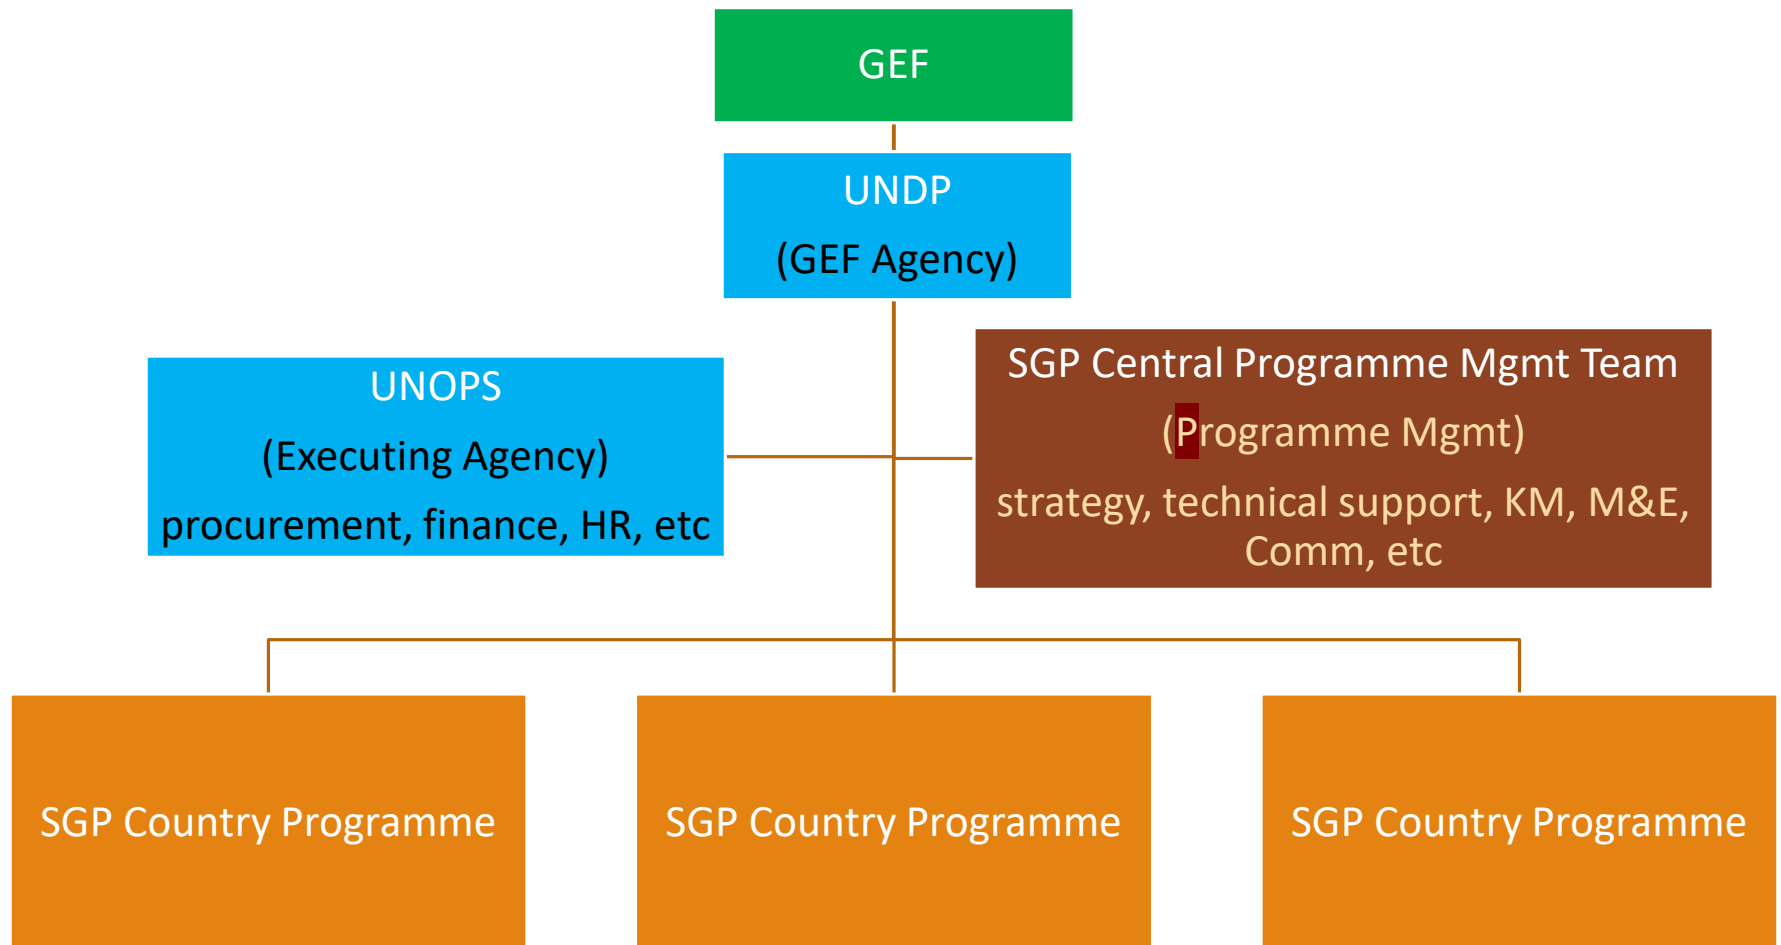 GEF
UNDP
(GEF Agency)
UNOPS
(Executing Agency)
procurement, finance, HR, etc
SGP Central Programme Mgmt Team
(Programme Mgmt)
strategy, technical support, KM, M&E,
Comm, etc
SGP Country Programme
SGP Country Programme
SGP Country Programme